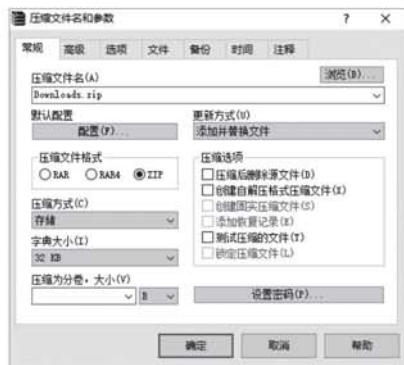 压缩文件名和参数 ? ×
常规 高级 选项 文件 备份 时间 注释
压缩文件名(A) 浏览(B)...
Downloads.zip
默认配置 更新方式(U)
配置(F)... 添加并替换文件
压缩文件格式 压缩选项
RAR RAR4 ZIP 压缩后删除源文件(D)
创建自解压格式压缩文件(X)
压缩方式(C) 创建固实压缩文件(S)
存储 添加恢复记录(E)
字典大小(I) 测试压缩的文件(T)
32 KB 锁定压缩文件(L)
压缩为分卷，大小(V)
B 设置密码(P)...
确定 取消 帮助